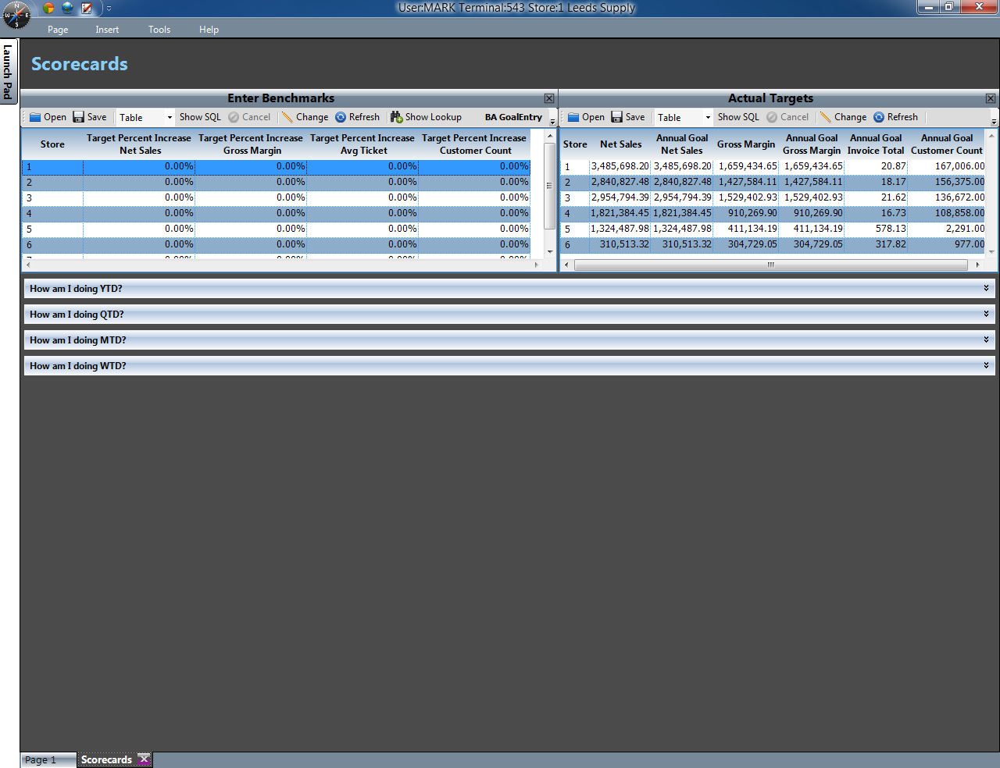 User:MARK Terminal:543 Store:1 Leeds Supply
N
W E
S
Page Insert Tools Help
Launch Pad
Scorecards
Enter Benchmarks
Open Save Table Show SQL Cancel Change Refresh Show Lookup BA GoalEntry
Store Target Percent Increase Net Sales Target Percent Increase Gross Margin Target Percent Increase Avg Ticket Target Percent Increase Customer Count
1 0.00% 0.00% 0.00% 0.00%
2 0.00% 0.00% 0.00% 0.00%
3 0.00% 0.00% 0.00% 0.00%
4 0.00% 0.00% 0.00% 0.00%
5 0.00% 0.00% 0.00% 0.00%
6 0.00% 0.00% 0.00% 0.00%
Actual Targets
Open Save Table Show SQL Cancel Change Refresh
Store Net Sales Annual Goal Net Sales Gross Margin Annual Goal Gross Margin Annual Goal Invoice Total Annual Goal Customer Count
1 3,485,698.20 3,485,698.20 1,659,434.65 1,659,434.65 20.87 167,006.00
2 2,840,827.48 2,840,827.48 1,427,584.11 1,427,584.11 18.17 156,375.00
3 2,954,794.39 2,954,794.39 1,529,402.93 1,529,402.93 21.62 136,672.00
4 1,821,384.45 1,821,384.45 910,269.90 910,269.90 16.73 108,858.00
5 1,324,487.98 1,324,487.98 411,134.19 411,134.19 578.13 2,291.00
6 310,513.32 310,513.32 304,729.05 304,729.05 317.82 977.00
How am I doing YTD?
How am I doing QTD?
How am I doing MTD?
How am I doing WTD?
Page 1 Scorecards